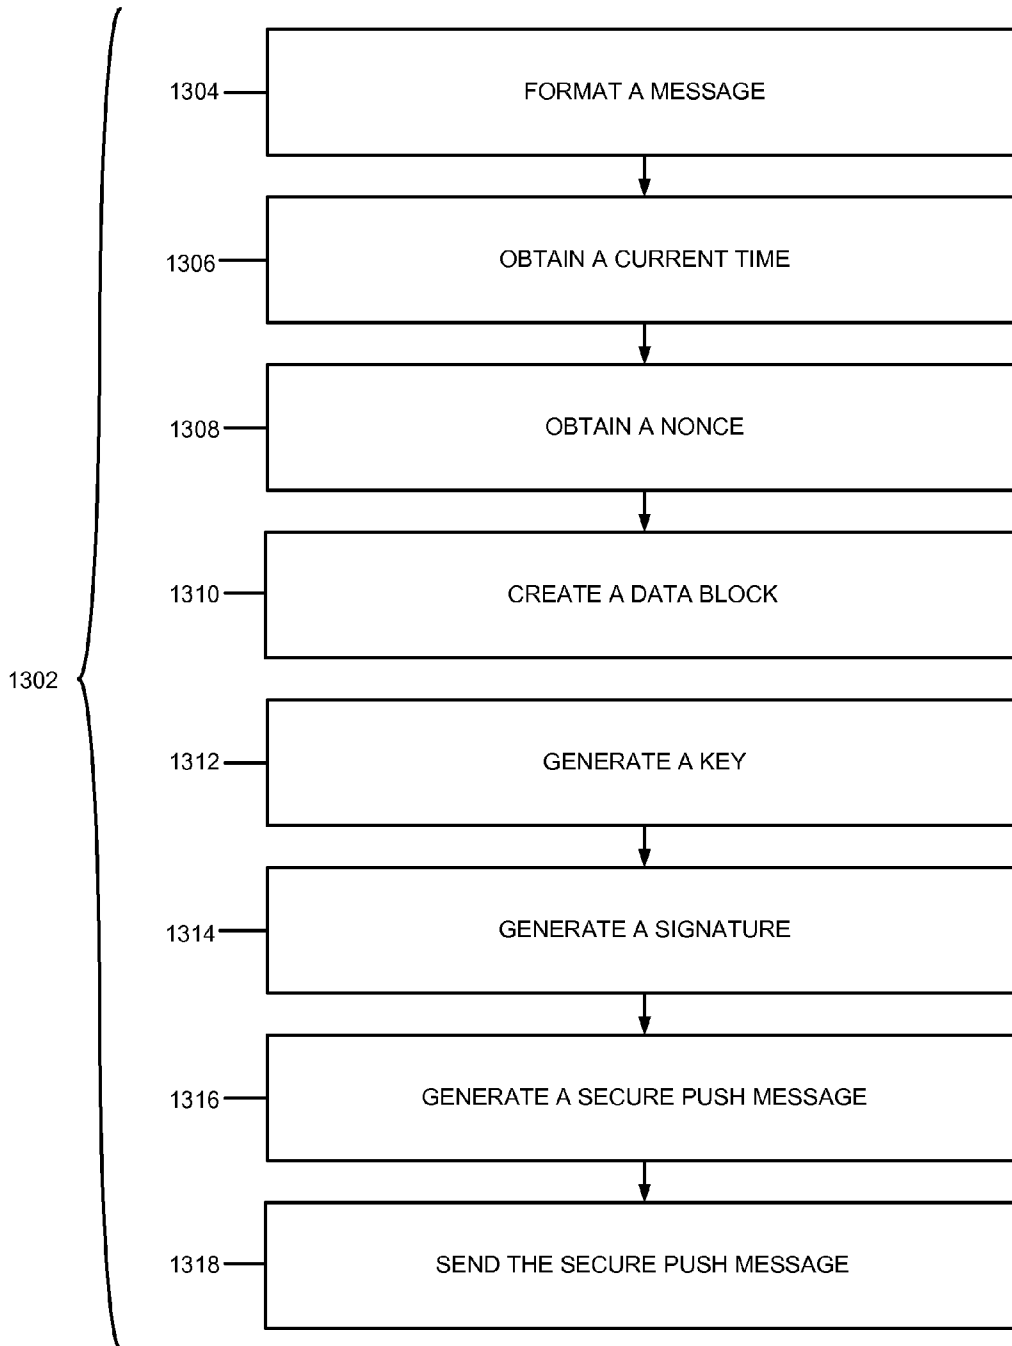 1304
FORMAT A MESSAGE
1306
OBTAIN A CURRENT TIME
1308
OBTAIN A NONCE
1310
CREATE A DATA BLOCK
1302
1312
GENERATE A KEY
1314
GENERATE A SIGNATURE
1316
GENERATE A SECURE PUSH MESSAGE
1318
SEND THE SECURE PUSH MESSAGE